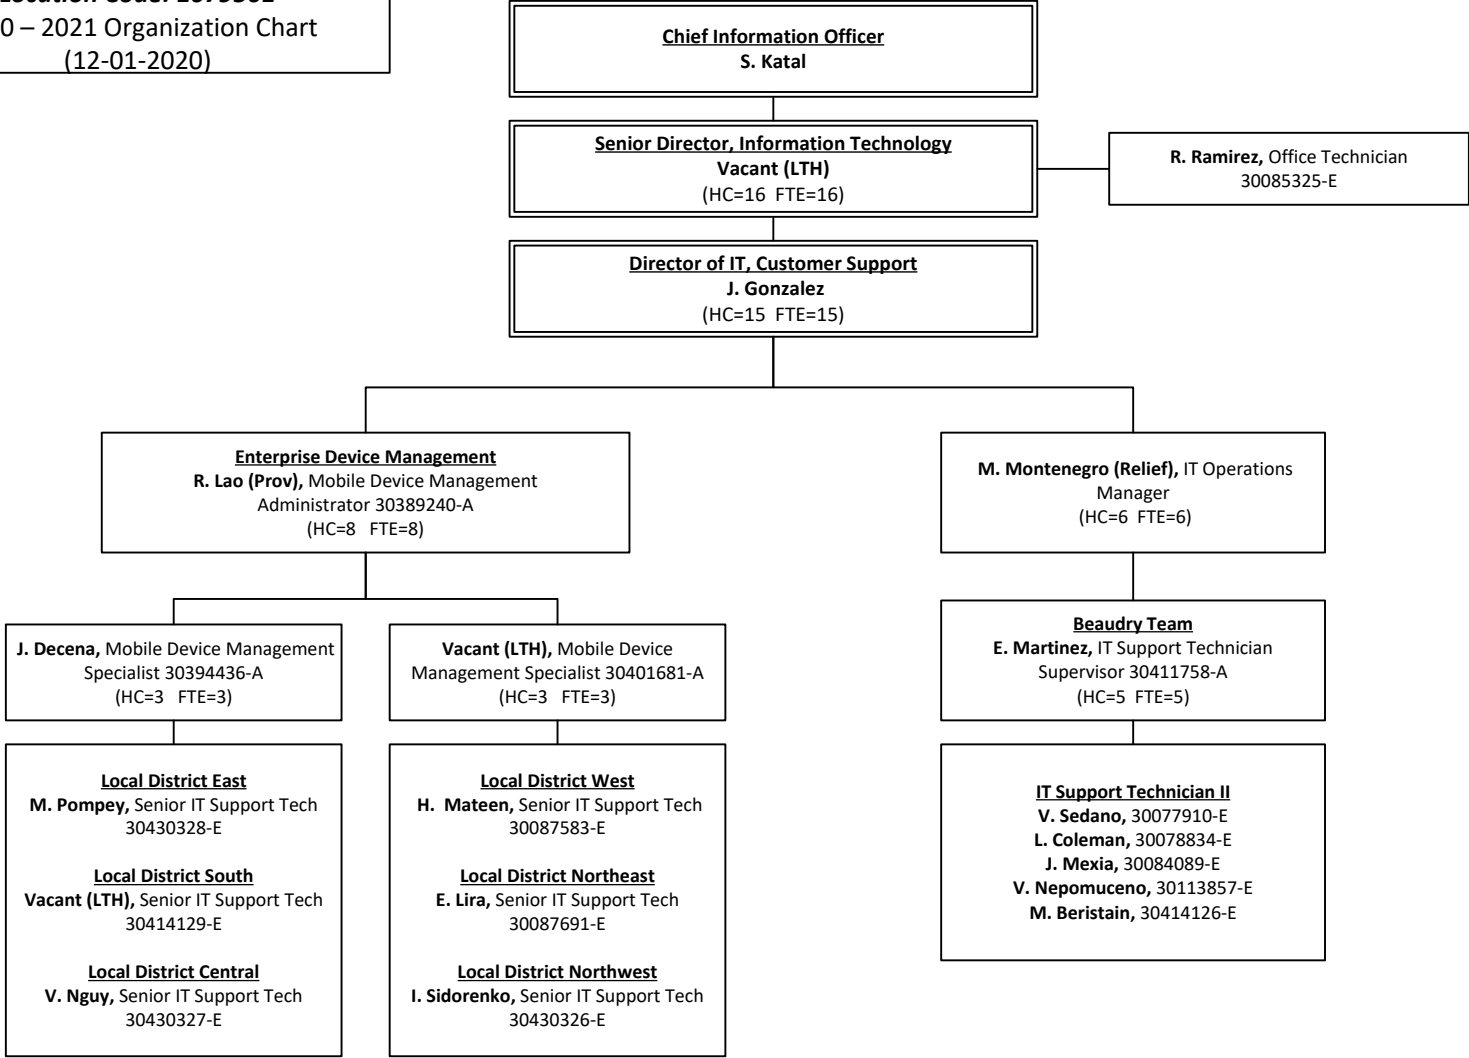 0 – 2021 Organization Chart
(12-01-2020)
Chief Information Officer
S. Katal
Senior Director, Information Technology
Vacant (LTH)
(HC=16 FTE=16)
R. Ramirez, Office Technician
30085325-E
Director of IT, Customer Support
J. Gonzalez
(HC=15 FTE=15)
Enterprise Device Management
R. Lao (Prov), Mobile Device Management
Administrator 30389240-A
(HC=8 FTE=8)
M. Montenegro (Relief), IT Operations
Manager
(HC=6 FTE=6)
J. Decena, Mobile Device Management
Specialist 30394436-A
(HC=3 FTE=3)
Vacant (LTH), Mobile Device
Management Specialist 30401681-A
(HC=3 FTE=3)
Beaudry Team
E. Martinez, IT Support Technician
Supervisor 30411758-A
(HC=5 FTE=5)
Local District East
M. Pompey, Senior IT Support Tech
30430328-E
Local District South
Vacant (LTH), Senior IT Support Tech
30414129-E
Local District Central
V. Nguy, Senior IT Support Tech
30430327-E
Local District West
H. Mateen, Senior IT Support Tech
30087583-E
Local District Northeast
E. Lira, Senior IT Support Tech
30087691-E
Local District Northwest
I. Sidorenko, Senior IT Support Tech
30430326-E
IT Support Technician II
V. Sedano, 30077910-E
L. Coleman, 30078834-E
J. Mexia, 30084089-E
V. Nepomuceno, 30113857-E
M. Beristain, 30414126-E